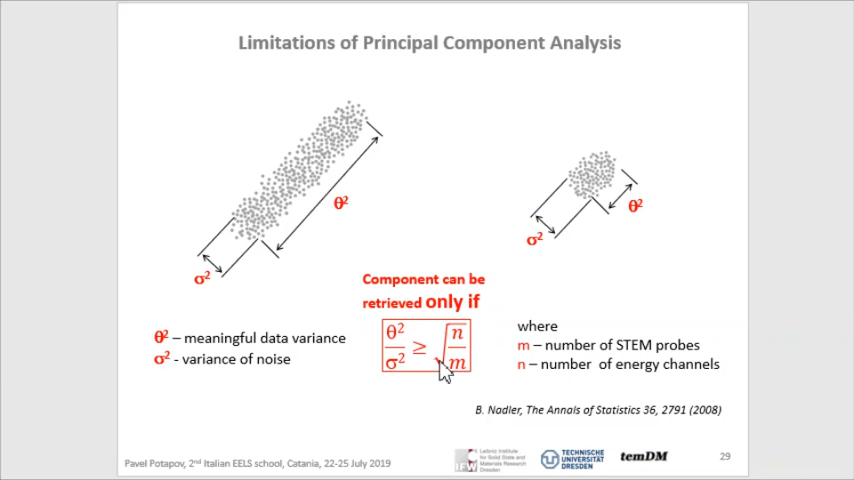 Limitations of Principal Component Analysis
θ²
θ²
σ²
σ²
Component can be
retrieved only if
θ²/σ² ≥ √(n/m)
θ² – meaningful data variance
σ² - variance of noise
where
m – number of STEM probes
n – number of energy channels
B. Nadler, The Annals of Statistics 36, 2791 (2008)
Pavel Potapov, 2nd Italian EELS school, Catania, 22-25 July 2019
IFW
Leibniz Institute
for Solid State and
Materials Research
Dresden
TECHNISCHE
UNIVERSITÄT
DRESDEN
temDM
29